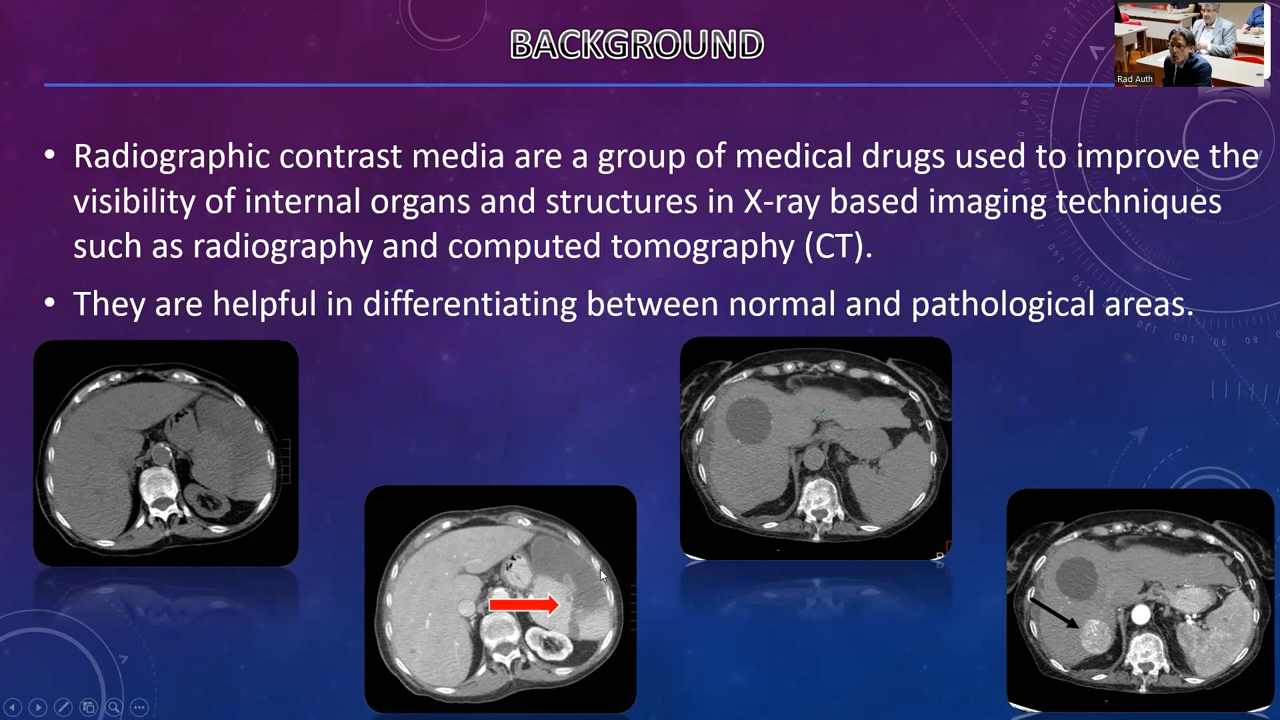 BACKGROUND
Rad Auth
• Radiographic contrast media are a group of medical drugs used to improve the
visibility of internal organs and structures in X-ray based imaging techniques
such as radiography and computed tomography (CT).
• They are helpful in differentiating between normal and pathological areas.